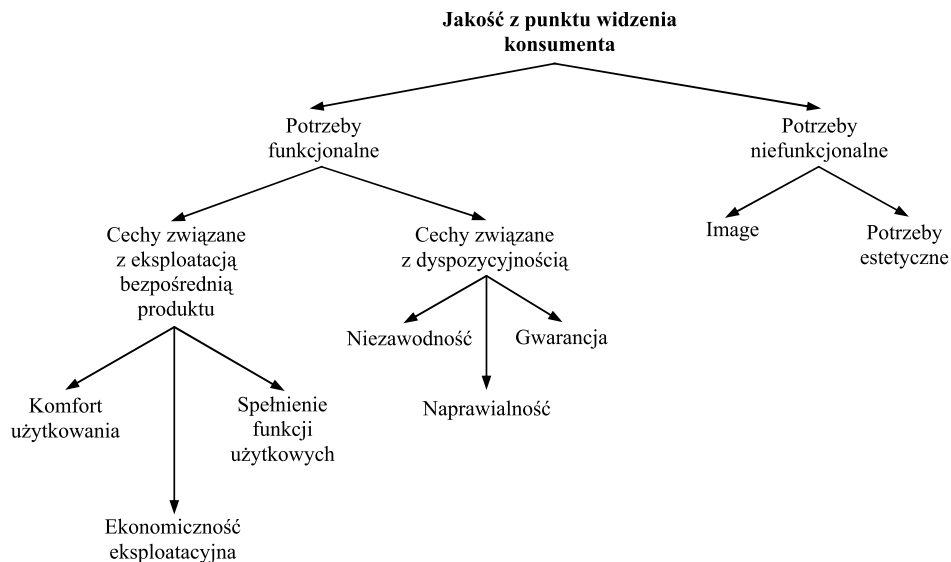 Jakość z punktu widzenia
konsumenta
Potrzeby
funkcjonalne
Potrzeby
niefunkcjonalne
Cechy związane
z eksploatacją
bezpośrednią
produktu
Cechy związane
z dyspozycyjnością
Image
Potrzeby
estetyczne
Niezawodność
Gwarancja
Naprawialność
Komfort
użytkowania
Spełnienie
funkcji
użytkowych
Ekonomiczność
eksploatacyjna